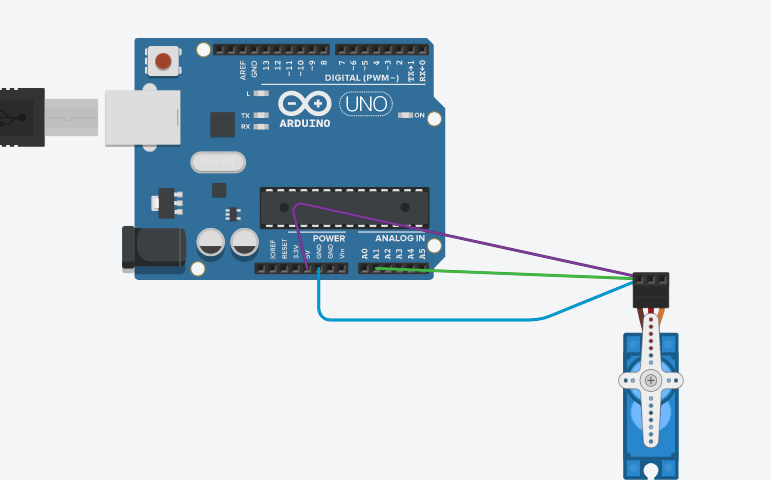 AREF
GND
13
12
~11
~10
~9
8
7
~6
~5
4
~3
2
TX→1
RX←0
DIGITAL (PWM~)
L
TX
RX
UNO
ON
ARDUINO
POWER
ANALOG IN
IOREF
RESET
3.3V
5V
GND
GND
Vin
A0
A1
A2
A3
A4
A5